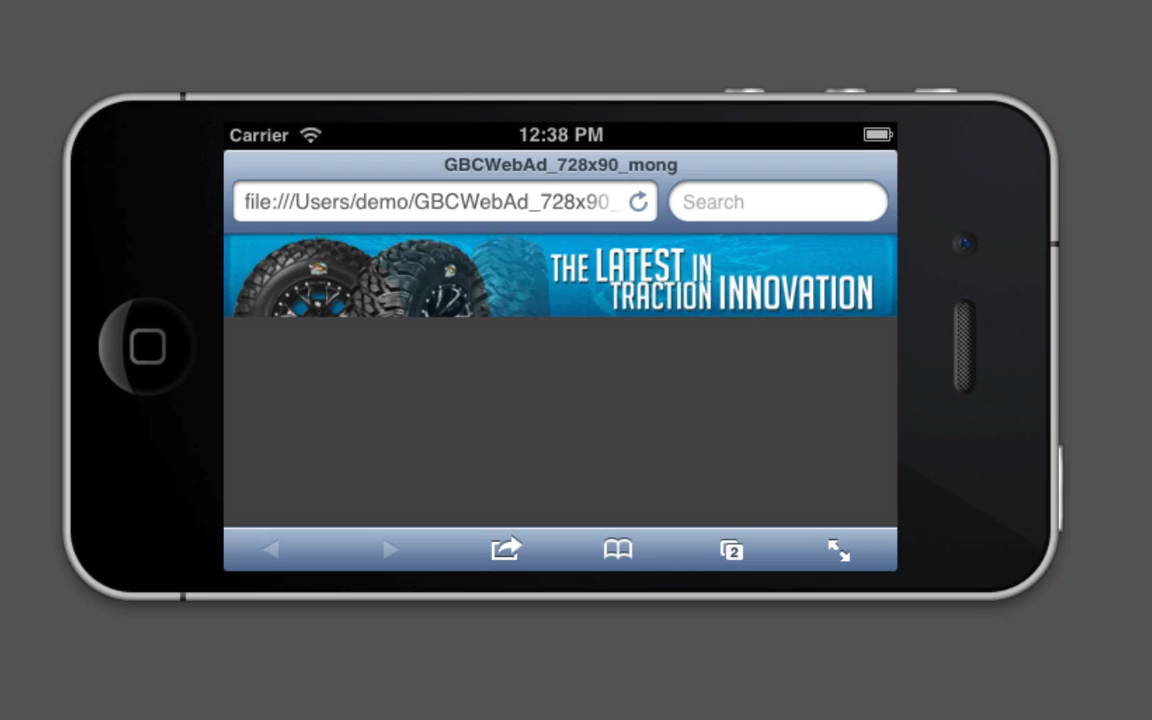 Carrier 12:38 PM
GBCWebAd_728x90_mong
file:///Users/demo/GBCWebAd_728x90_
Search
THE LATEST IN
TRACTION INNOVATION
2